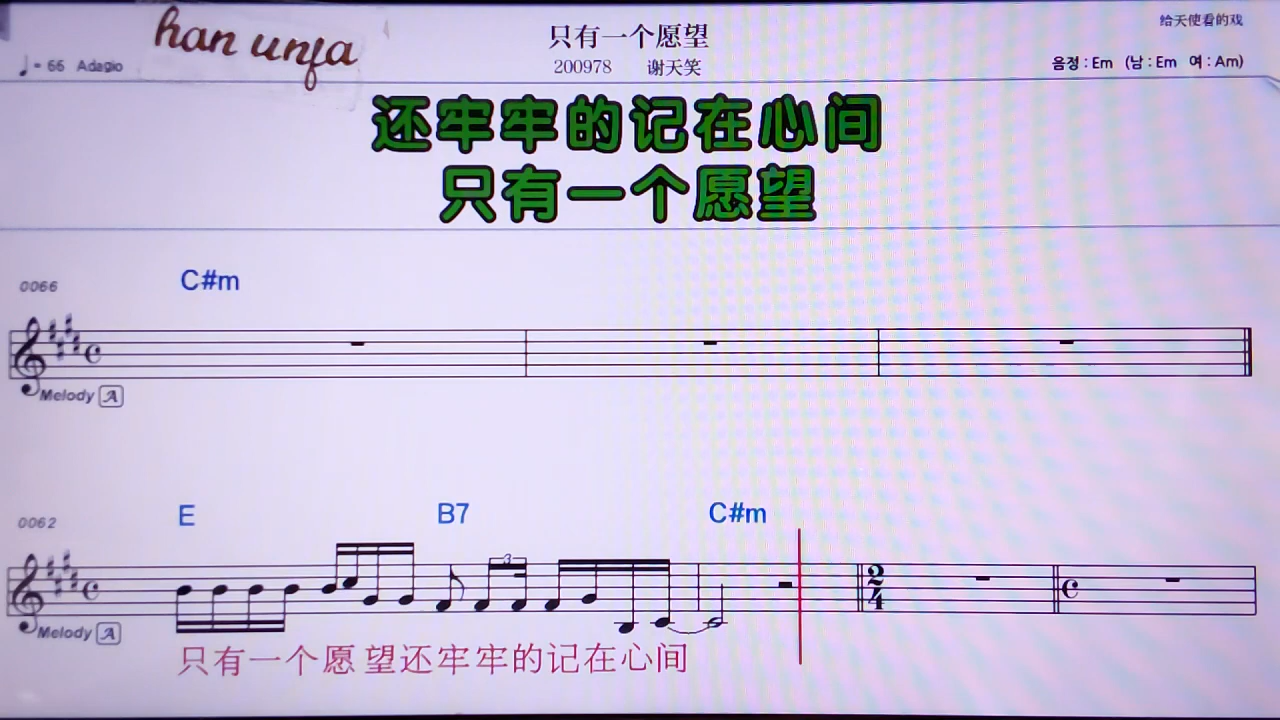 han unja
只有一个愿望
给天使看的戏
♩= 66 Adagio
200978 谢天笑
음정 : Em (남 : Em 여 : Am)
还牢牢的记在心间
只有一个愿望
0066
C#m
Melody A
0062
E B7 C#m
3
2
4
Melody A
只有一个愿望还牢牢的记在心间